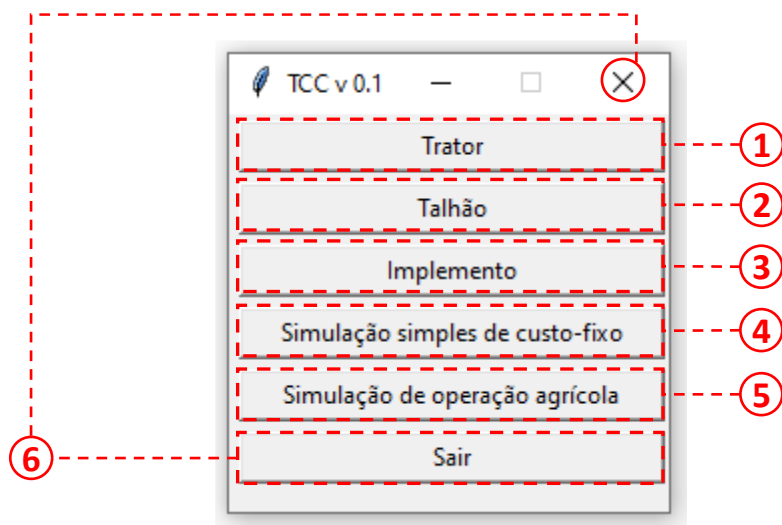 TCC v 0.1
Trator
1
Talhão
2
Implemento
3
Simulação simples de custo-fixo
4
Simulação de operação agrícola
5
6
Sair